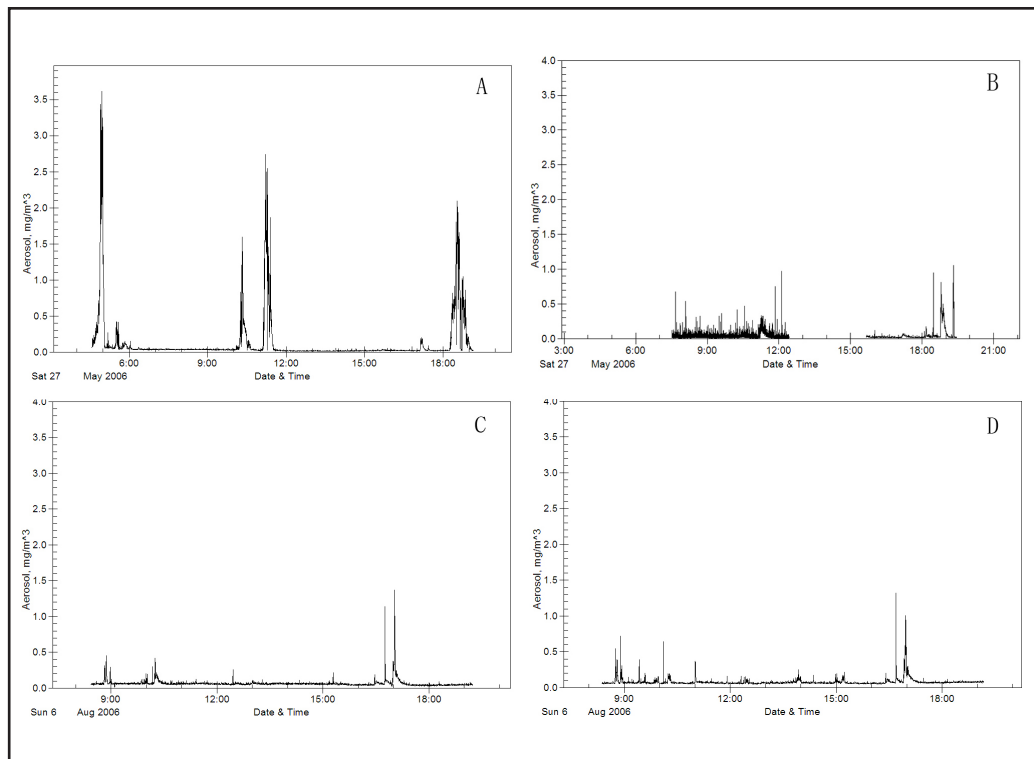 A
Aerosol, mg/m^3
3.5
3.0
2.5
2.0
1.5
1.0
0.5
0.0
6:00 9:00 12:00 15:00 18:00
Sat 27 May 2006 Date & Time
B
Aerosol, mg/m^3
4.0
3.5
3.0
2.5
2.0
1.5
1.0
0.5
0.0
3:00 6:00 9:00 12:00 15:00 18:00 21:00
Sat 27 May 2006 Date & Time
C
Aerosol, mg/m^3
4.0
3.5
3.0
2.5
2.0
1.5
1.0
0.5
0.0
9:00 12:00 15:00 18:00
Sun 6 Aug 2006 Date & Time
D
Aerosol, mg/m^3
4.0
3.5
3.0
2.5
2.0
1.5
1.0
0.5
0.0
9:00 12:00 15:00 18:00
Sun 6 Aug 2006 Date & Time